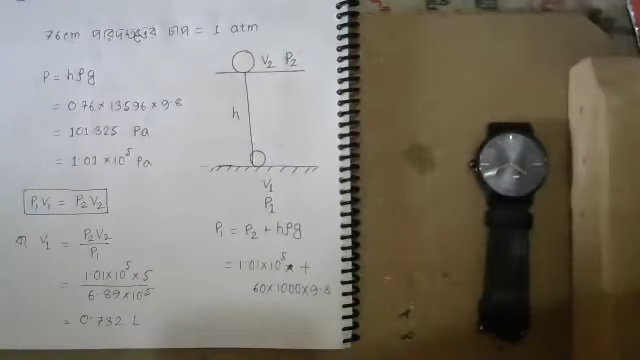 76cm পারদস্তম্ভের চাপ = 1 atm
P = hρg
= 0.76 × 13596 × 9.8
= 101325 Pa
= 1.01 × 10⁵ Pa
P₁V₁ = P₂V₂
বা, V₁ = P₂V₂ / P₁
= 1.01×10⁵ × 5 / 6.89×10⁵
= 0.732 L
V₂ P₂
h
V₁
P₁
P₁ = P₂ + hρg
= 1.01×10⁵ +
60×1000×9.8